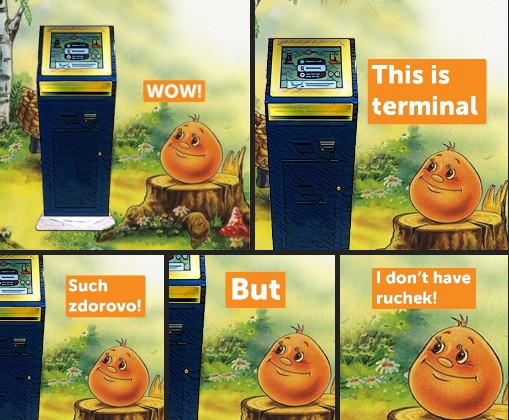 WOW!
This is
terminal
Such
zdorovo!
But
I don't have
ruchek!